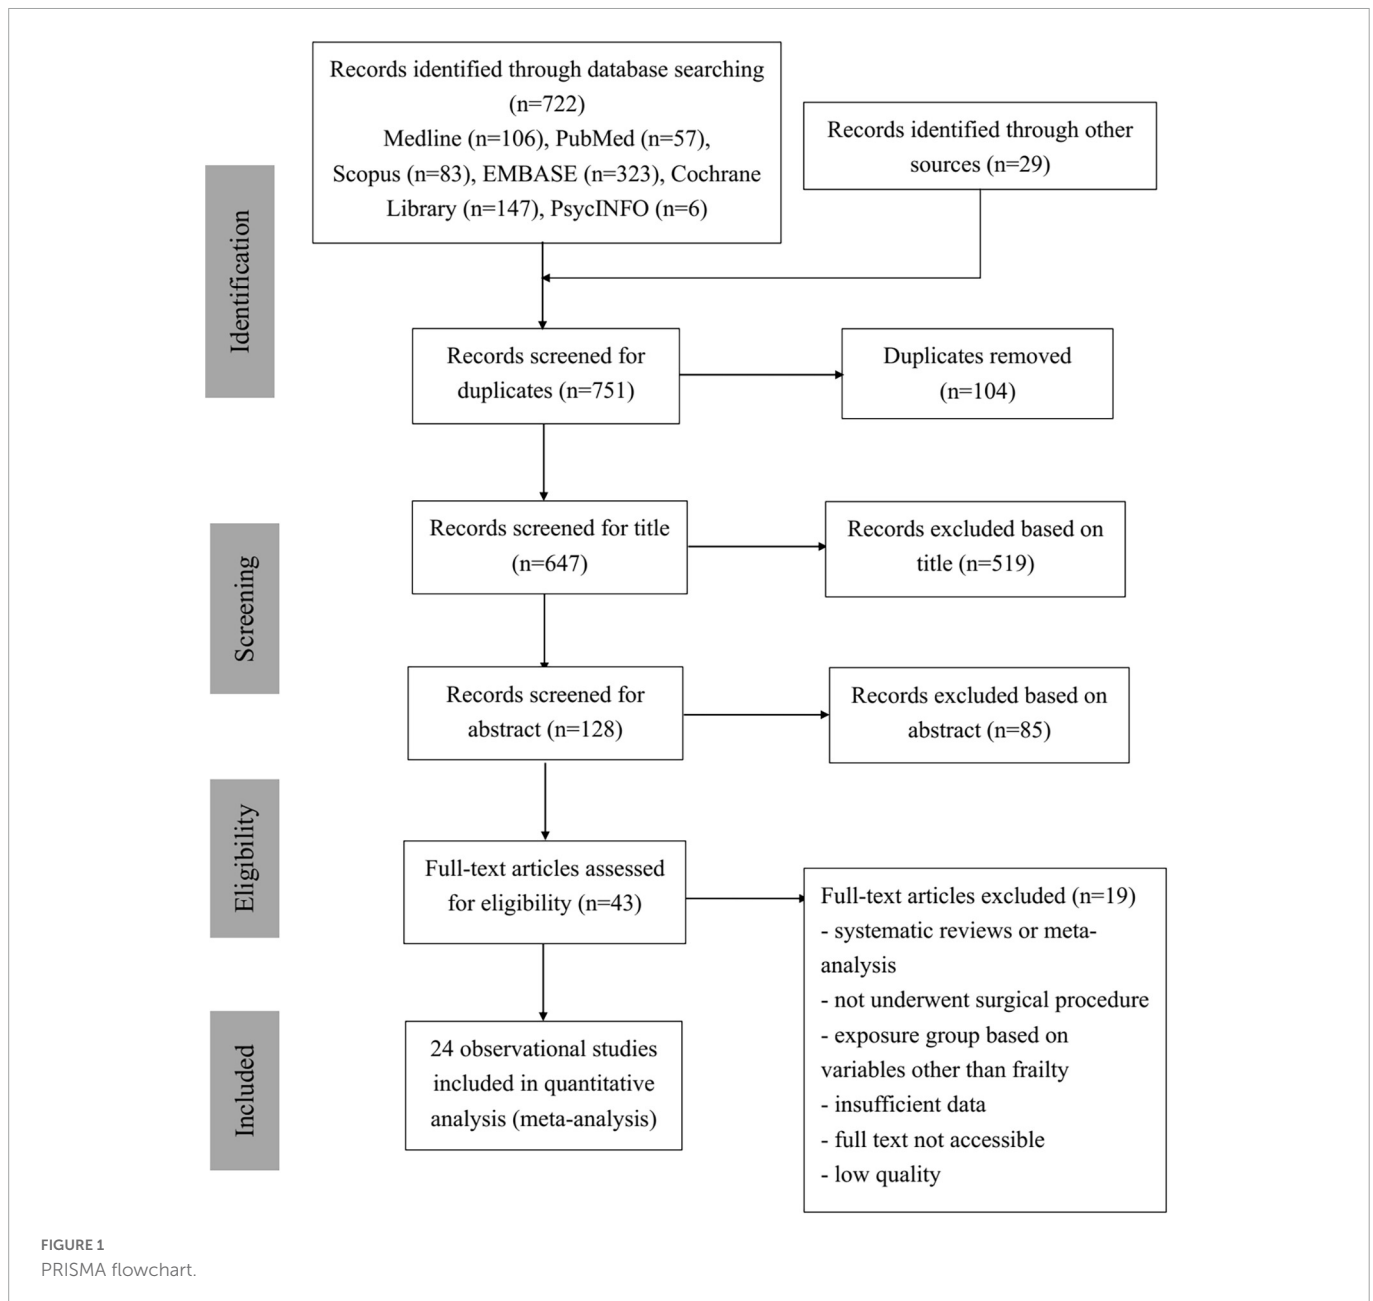 Records identified through database searching
(n=722)
Medline (n=106), PubMed (n=57),
Scopus (n=83), EMBASE (n=323), Cochrane
Library (n=147), PsycINFO (n=6)
Records identified through other
sources (n=29)
Identification
Records screened for
duplicates (n=751)
Duplicates removed
(n=104)
Screening
Records screened for title
(n=647)
Records excluded based on
title (n=519)
Records screened for
abstract (n=128)
Records excluded based on
abstract (n=85)
Eligibility
Full-text articles assessed
for eligibility (n=43)
Full-text articles excluded (n=19)
- systematic reviews or meta-
analysis
- not underwent surgical procedure
- exposure group based on
variables other than frailty
- insufficient data
- full text not accessible
- low quality
Included
24 observational studies
included in quantitative
analysis (meta-analysis)
FIGURE 1
PRISMA flowchart.